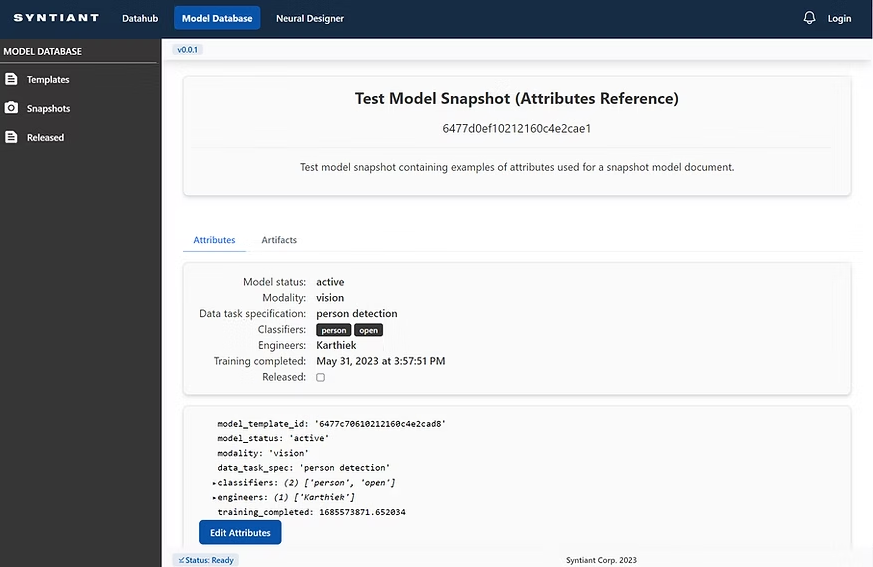 SYNTIANT Datahub Model Database Neural Designer Login
MODEL DATABASE
Templates
Snapshots
Released
v0.0.1
Test Model Snapshot (Attributes Reference)
6477d0ef10212160c4e2cae1
Test model snapshot containing examples of attributes used for a snapshot model document.
Attributes Artifacts
Model status: active
Modality: vision
Data task specification: person detection
Classifiers: person open
Engineers: Karthiek
Training completed: May 31, 2023 at 3:57:51 PM
Released:
model_template_id: '6477c70610212160c4e2cad8'
model_status: 'active'
modality: 'vision'
data_task_spec: 'person detection'
▸classifiers: (2) ['person', 'open']
▸engineers: (1) ['Karthiek']
training_completed: 1685573871.652034
Edit Attributes
Status: Ready
Syntiant Corp. 2023